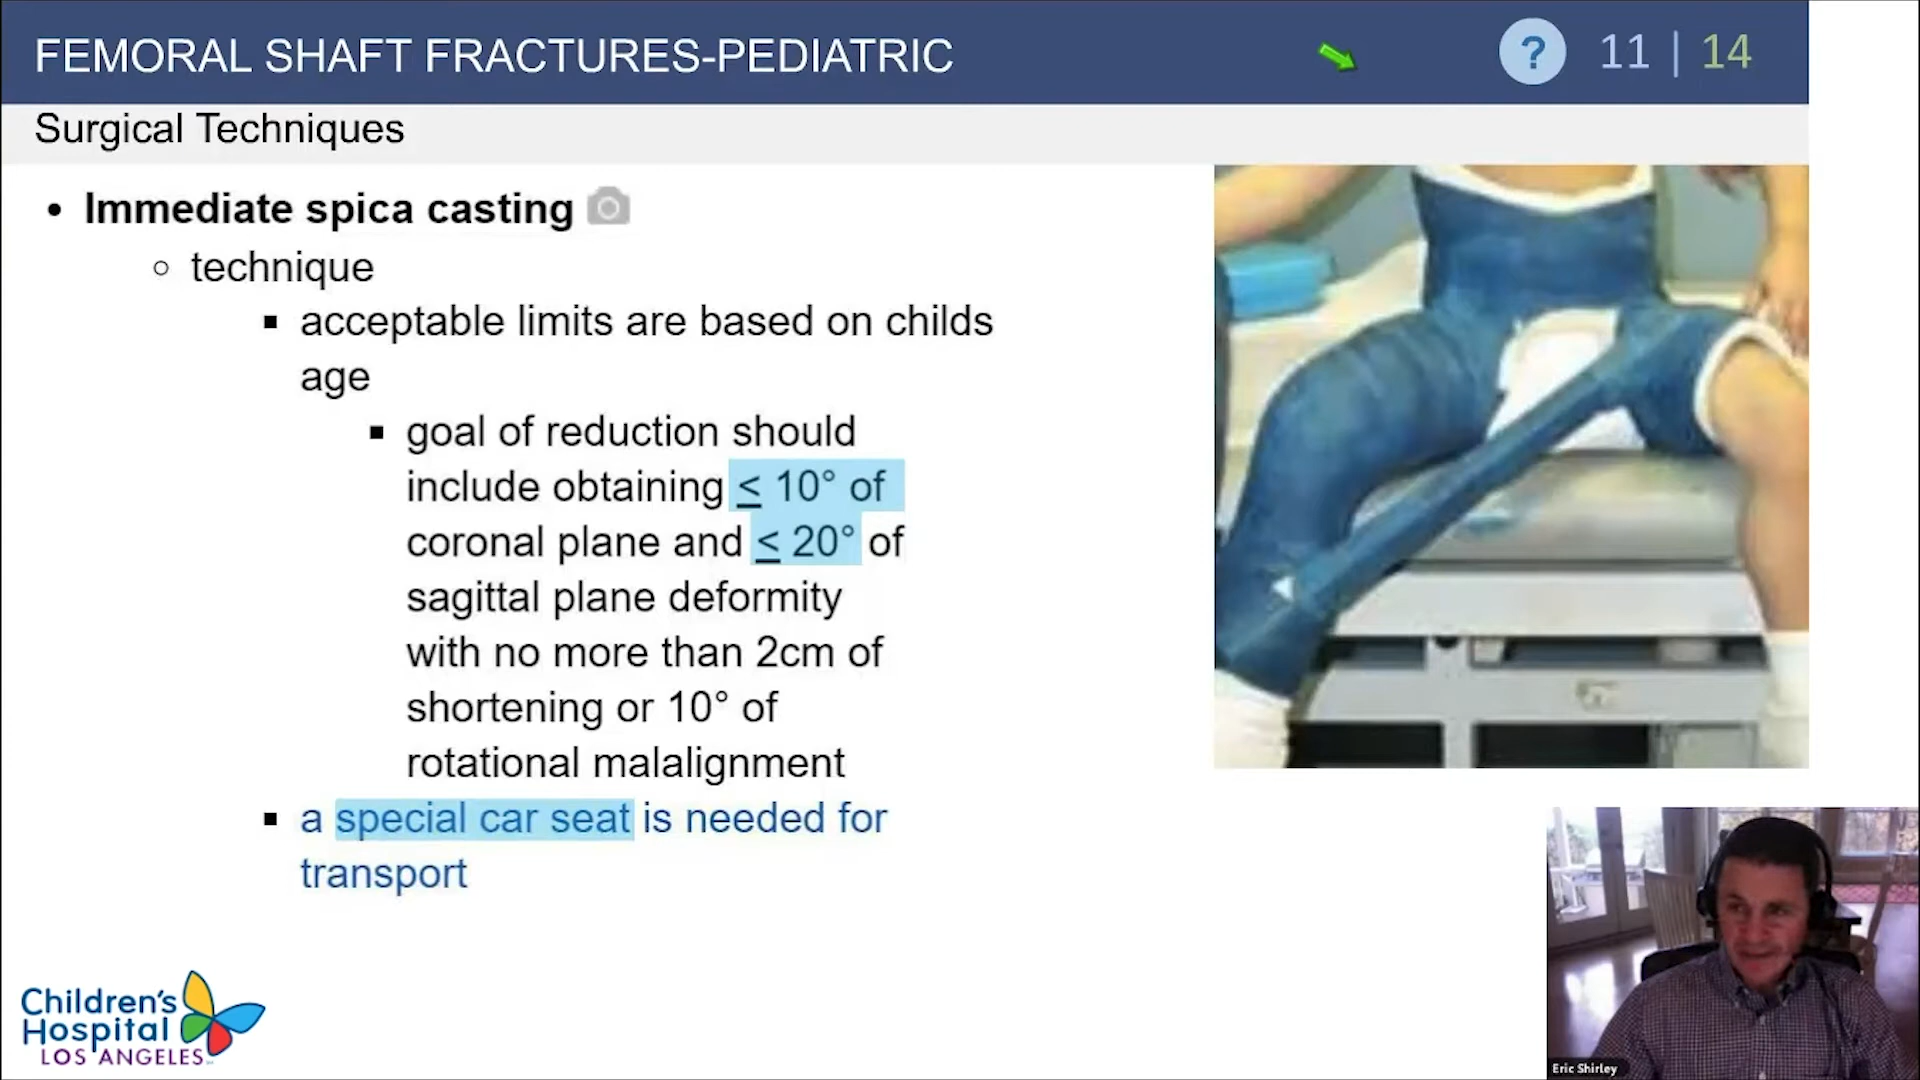 FEMORAL SHAFT FRACTURES-PEDIATRIC
? 11 | 14
Surgical Techniques
• Immediate spica casting
○ technique
▪ acceptable limits are based on childs
age
▪ goal of reduction should
include obtaining ≤ 10° of
coronal plane and ≤ 20° of
sagittal plane deformity
with no more than 2cm of
shortening or 10° of
rotational malalignment
▪ a special car seat is needed for
transport
Children's
Hospital
LOS ANGELES
Eric Shirley